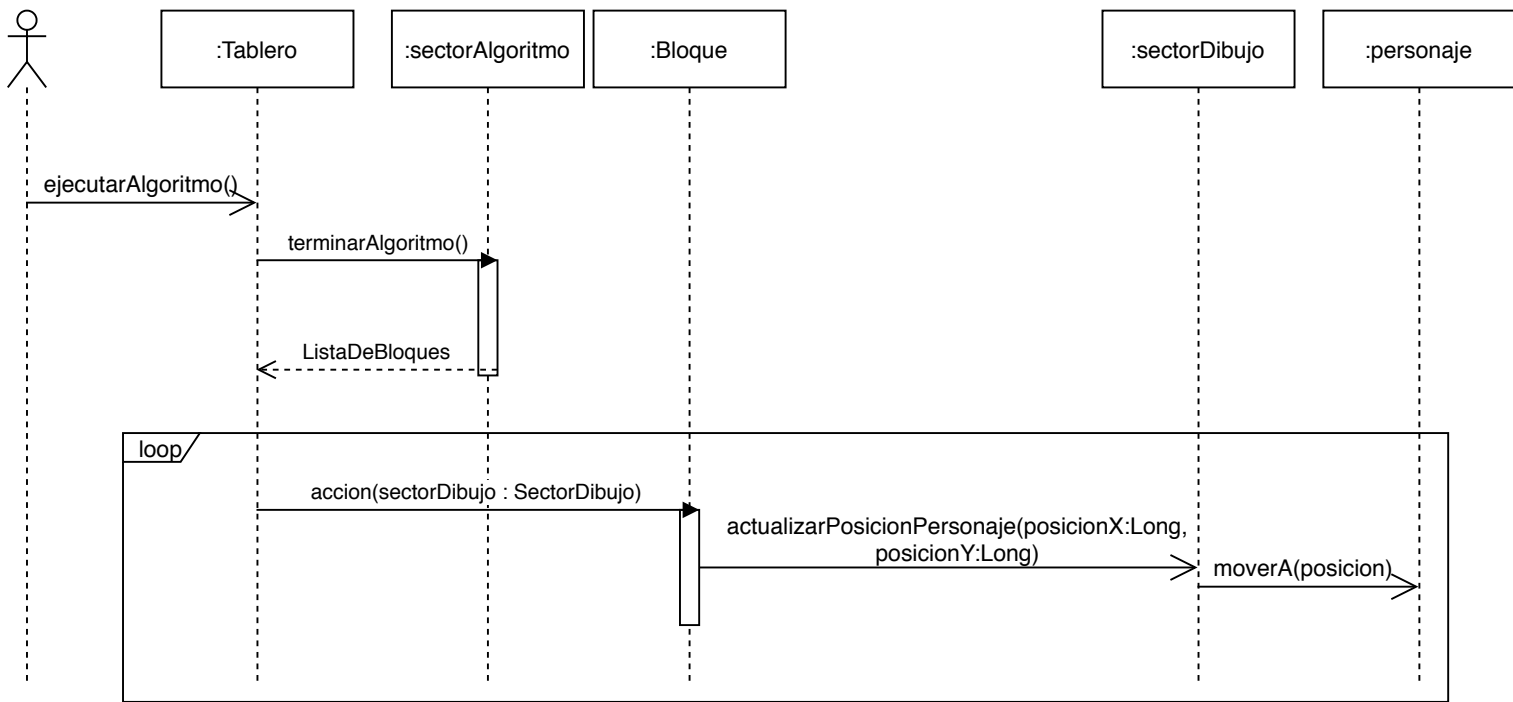 :Tablero
:sectorAlgoritmo
:Bloque
:sectorDibujo
:personaje
ejecutarAlgoritmo()
terminarAlgoritmo()
ListaDeBloques
loop
accion(sectorDibujo : SectorDibujo)
actualizarPosicionPersonaje(posicionX:Long,
posicionY:Long)
moverA(posicion)